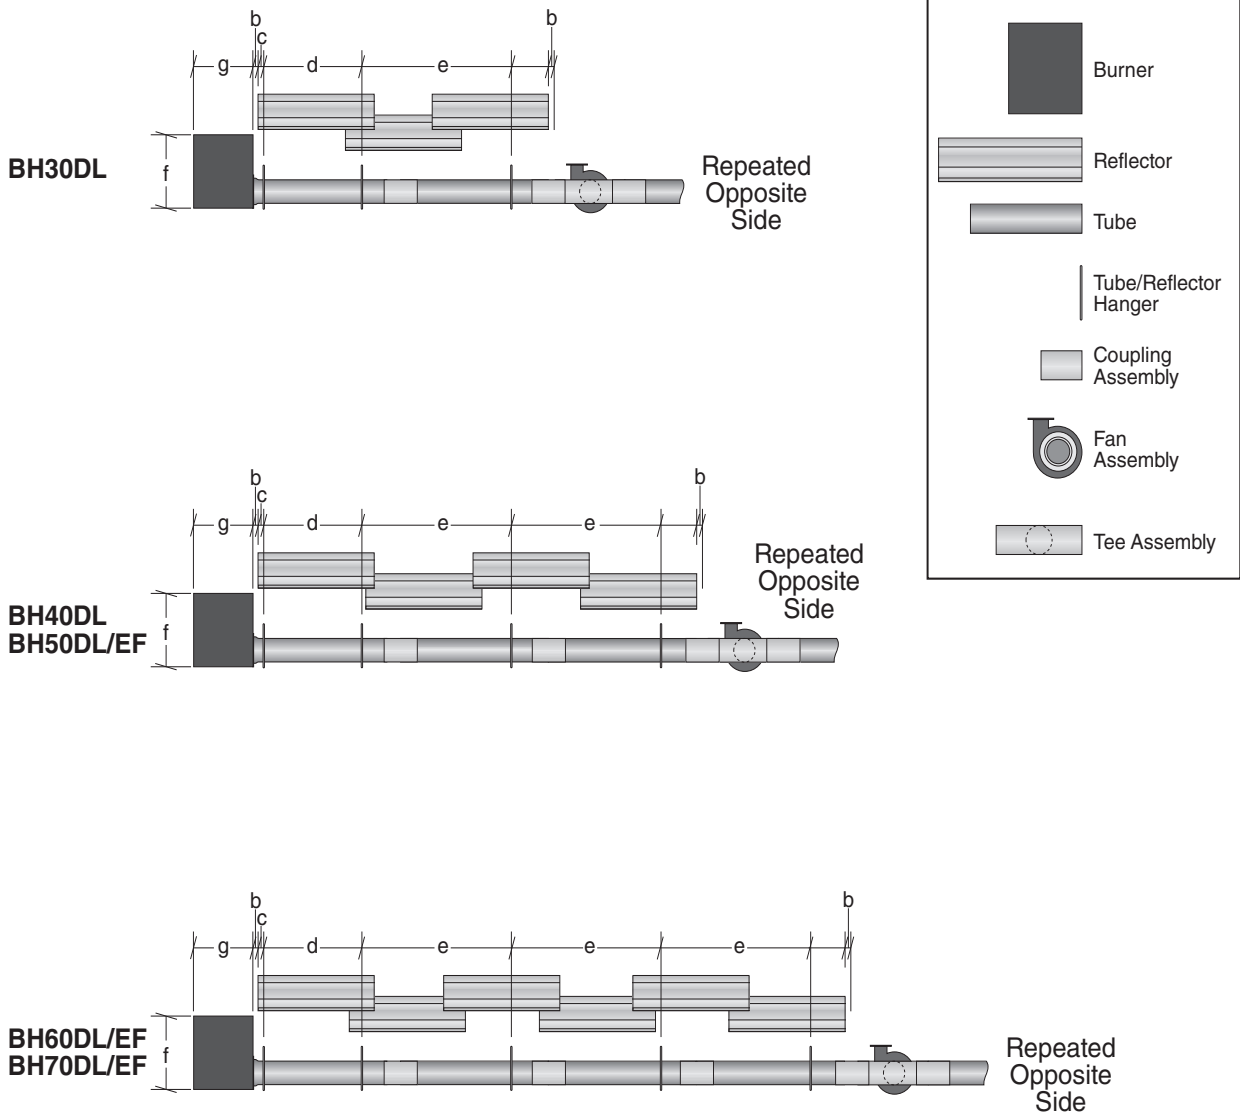 b
c
b
g
d
e
BH30DL
f
Repeated
Opposite
Side
Burner
Reflector
Tube
Tube/Reflector
Hanger
Coupling
Assembly
Fan
Assembly
Tee Assembly
b
c
b
g
d
e
e
BH40DL
BH50DL/EF
f
Repeated
Opposite
Side
b
c
b
g
d
e
e
e
BH60DL/EF
BH70DL/EF
f
Repeated
Opposite
Side